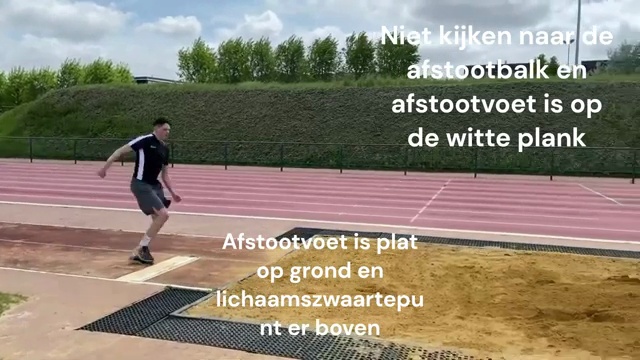 Niet kijken naar de
afstootbalk en
afstootvoet is op
de witte plank
Afstootvoet is plat
op grond en
lichaamszwaartepu
nt er boven